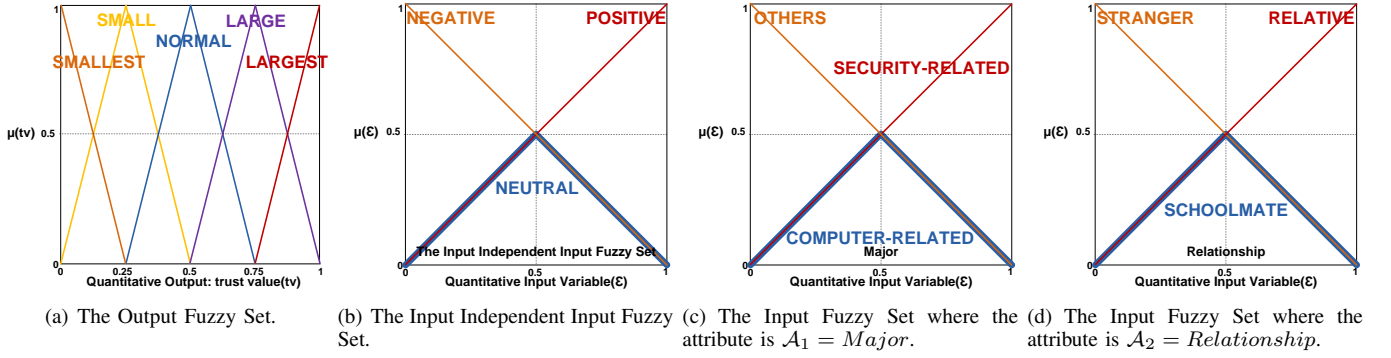 1
SMALL
LARGE
NORMAL
SMALLEST
LARGEST
μ(tv) 0.5
0
0 0.25 0.5 0.75 1
Quantitative Output: trust value(tv)
(a) The Output Fuzzy Set.
1
NEGATIVE POSITIVE
μ(Ɛ) 0.5
NEUTRAL
The Input Independent Input Fuzzy Set
0
0 0.5 1
Quantitative Input Variable(Ɛ)
(b) The Input Independent Input Fuzzy
Set.
1
OTHERS
SECURITY-RELATED
μ(Ɛ) 0.5
COMPUTER-RELATED
Major
0
0 0.5 1
Quantitative Input Variable(Ɛ)
(c) The Input Fuzzy Set where the
attribute is 𝒜₁ = Major.
1
STRANGER RELATIVE
μ(Ɛ) 0.5
SCHOOLMATE
Relationship
0
0 0.5 1
Quantitative Input Variable(Ɛ)
(d) The Input Fuzzy Set where the
attribute is 𝒜₂ = Relationship.